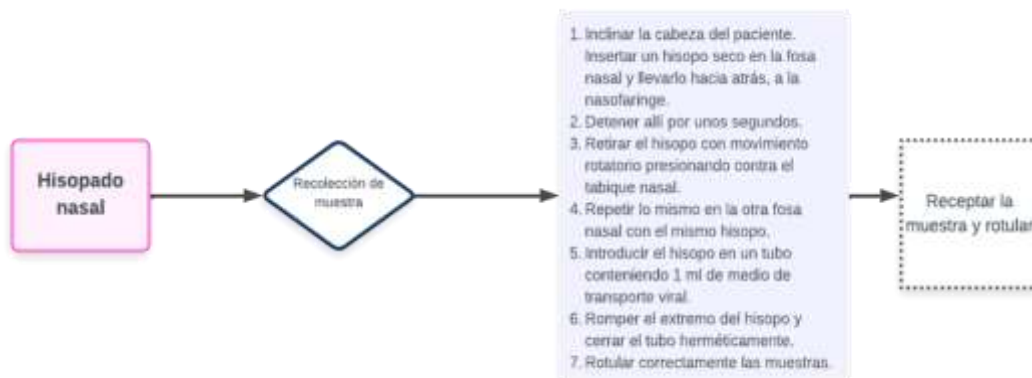 Hisopado
nasal
Recolección de
muestra
1. Inclinar la cabeza del paciente.
Insertar un hisopo seco en la fosa
nasal y llevarlo hacia atrás, a la
nasofaringe.
2. Detener allí por unos segundos.
3. Retirar el hisopo con movimiento
rotatorio presionando contra el
tabique nasal.
4. Repetir lo mismo en la otra fosa
nasal con el mismo hisopo.
5. Introducir el hisopo en un tubo
conteniendo 1 ml de medio de
transporte viral.
6. Romper el extremo del hisopo y
cerrar el tubo herméticamente.
7. Rotular correctamente las muestras.
Receptar la
muestra y rotular